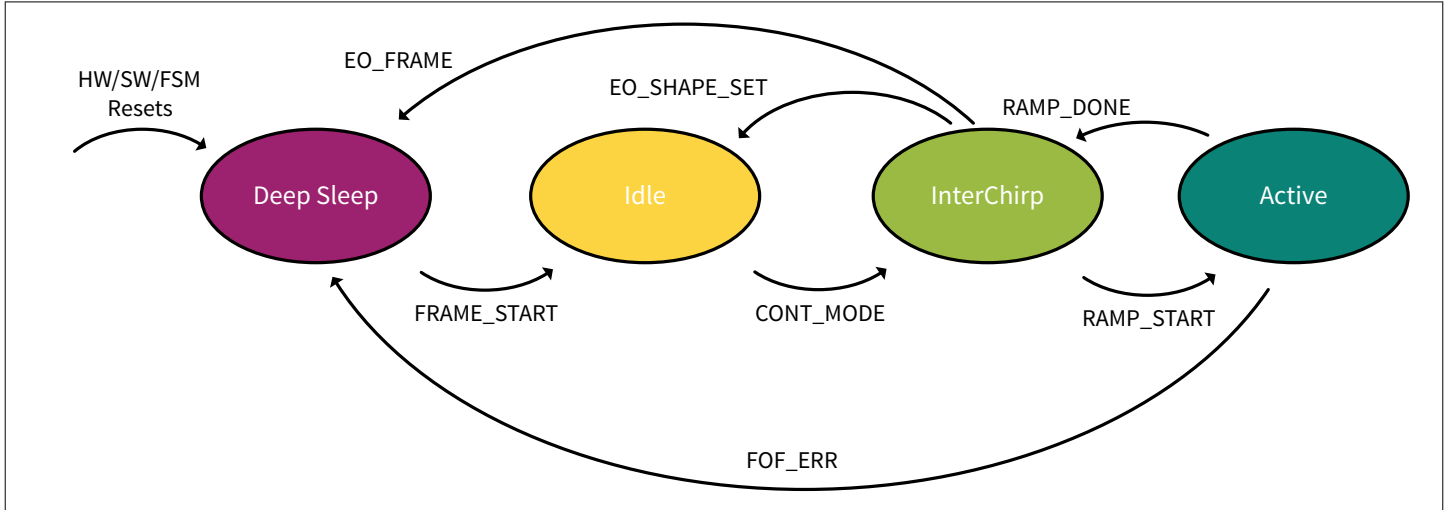 EO_FRAME
HW/SW/FSM
Resets
EO_SHAPE_SET
RAMP_DONE
Deep Sleep
Idle
InterChirp
Active
FRAME_START
CONT_MODE
RAMP_START
FOF_ERR